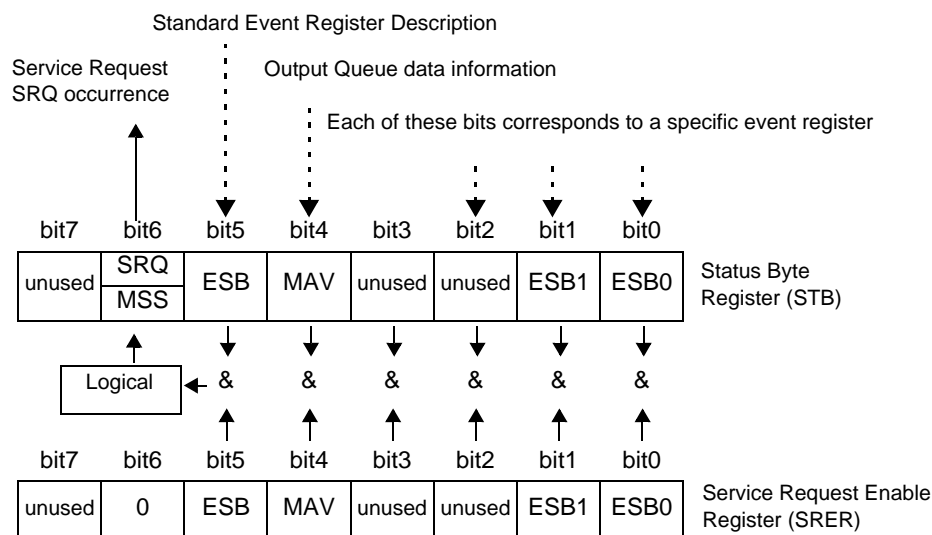 Standard Event Register Description
Service Request
SRQ occurrence
Output Queue data information
Each of these bits corresponds to a specific event register
bit7 bit6 bit5 bit4 bit3 bit2 bit1 bit0
unused SRQ MSS ESB MAV unused unused ESB1 ESB0
Status Byte
Register (STB)
Logical & & & & & &
bit7 bit6 bit5 bit4 bit3 bit2 bit1 bit0
unused 0 ESB MAV unused unused ESB1 ESB0
Service Request Enable
Register (SRER)